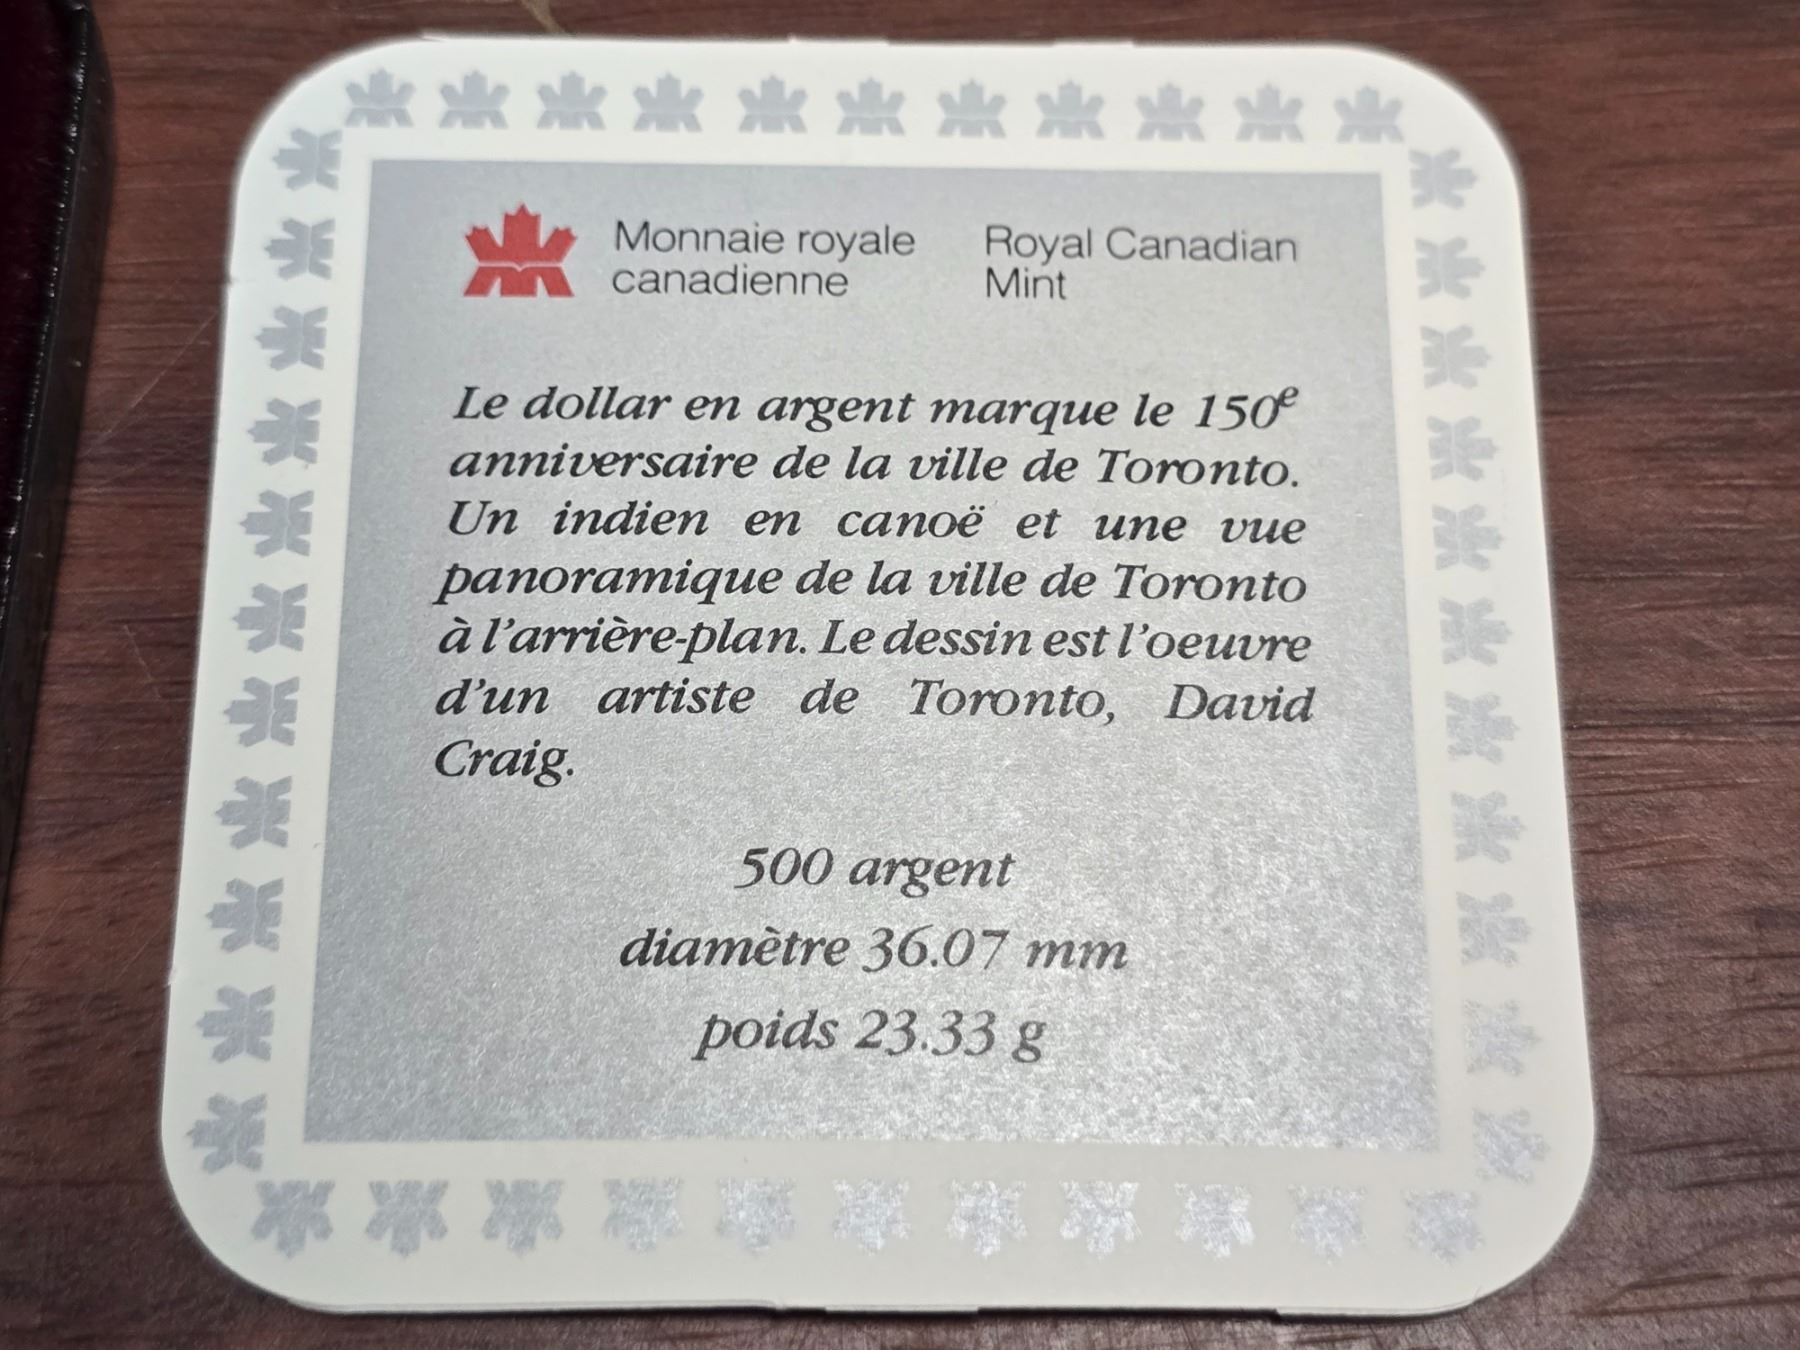 Monnaie royale
canadienne
Royal Canadian
Mint
Le dollar en argent marque le 150e
anniversaire de la ville de Toronto.
Un indien en canoë et une vue
panoramique de la ville de Toronto
à l'arrière-plan. Le dessin est l'oeuvre
d'un artiste de Toronto, David
Craig.
500 argent
diamètre 36.07 mm
poids 23.33 g